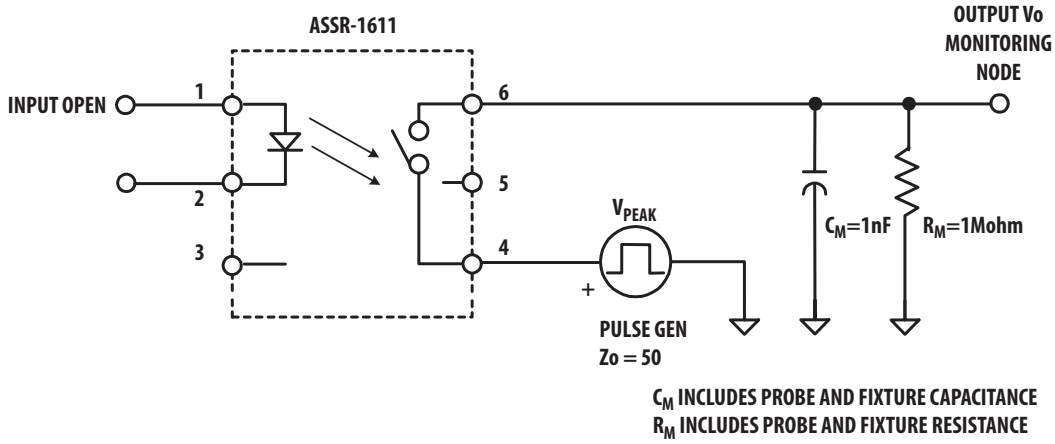 OUTPUT Vo
MONITORING
NODE
ASSR-1611
INPUT OPEN
1
6
2
5
3
4
VPEAK
+
CM=1nF
RM=1Mohm
PULSE GEN
Zo = 50
CM INCLUDES PROBE AND FIXTURE CAPACITANCE
RM INCLUDES PROBE AND FIXTURE RESISTANCE